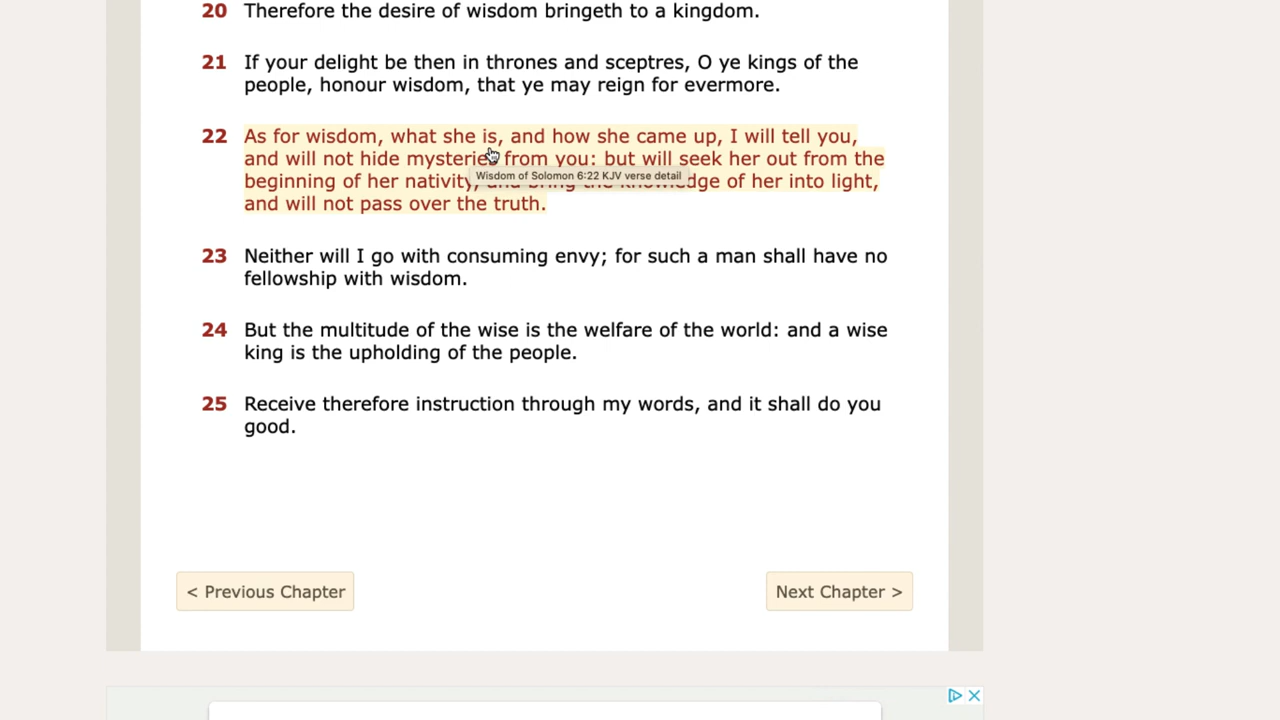 20 Therefore the desire of wisdom bringeth to a kingdom.
21 If your delight be then in thrones and sceptres, O ye kings of the
people, honour wisdom, that ye may reign for evermore.
22 As for wisdom, what she is, and how she came up, I will tell you,
and will not hide mysteries from you: but will seek her out from the
Wisdom of Solomon 6:22 KJV verse detail
beginning of her nativity, and bring the knowledge of her into light,
and will not pass over the truth.
23 Neither will I go with consuming envy; for such a man shall have no
fellowship with wisdom.
24 But the multitude of the wise is the welfare of the world: and a wise
king is the upholding of the people.
25 Receive therefore instruction through my words, and it shall do you
good.
< Previous Chapter
Next Chapter >